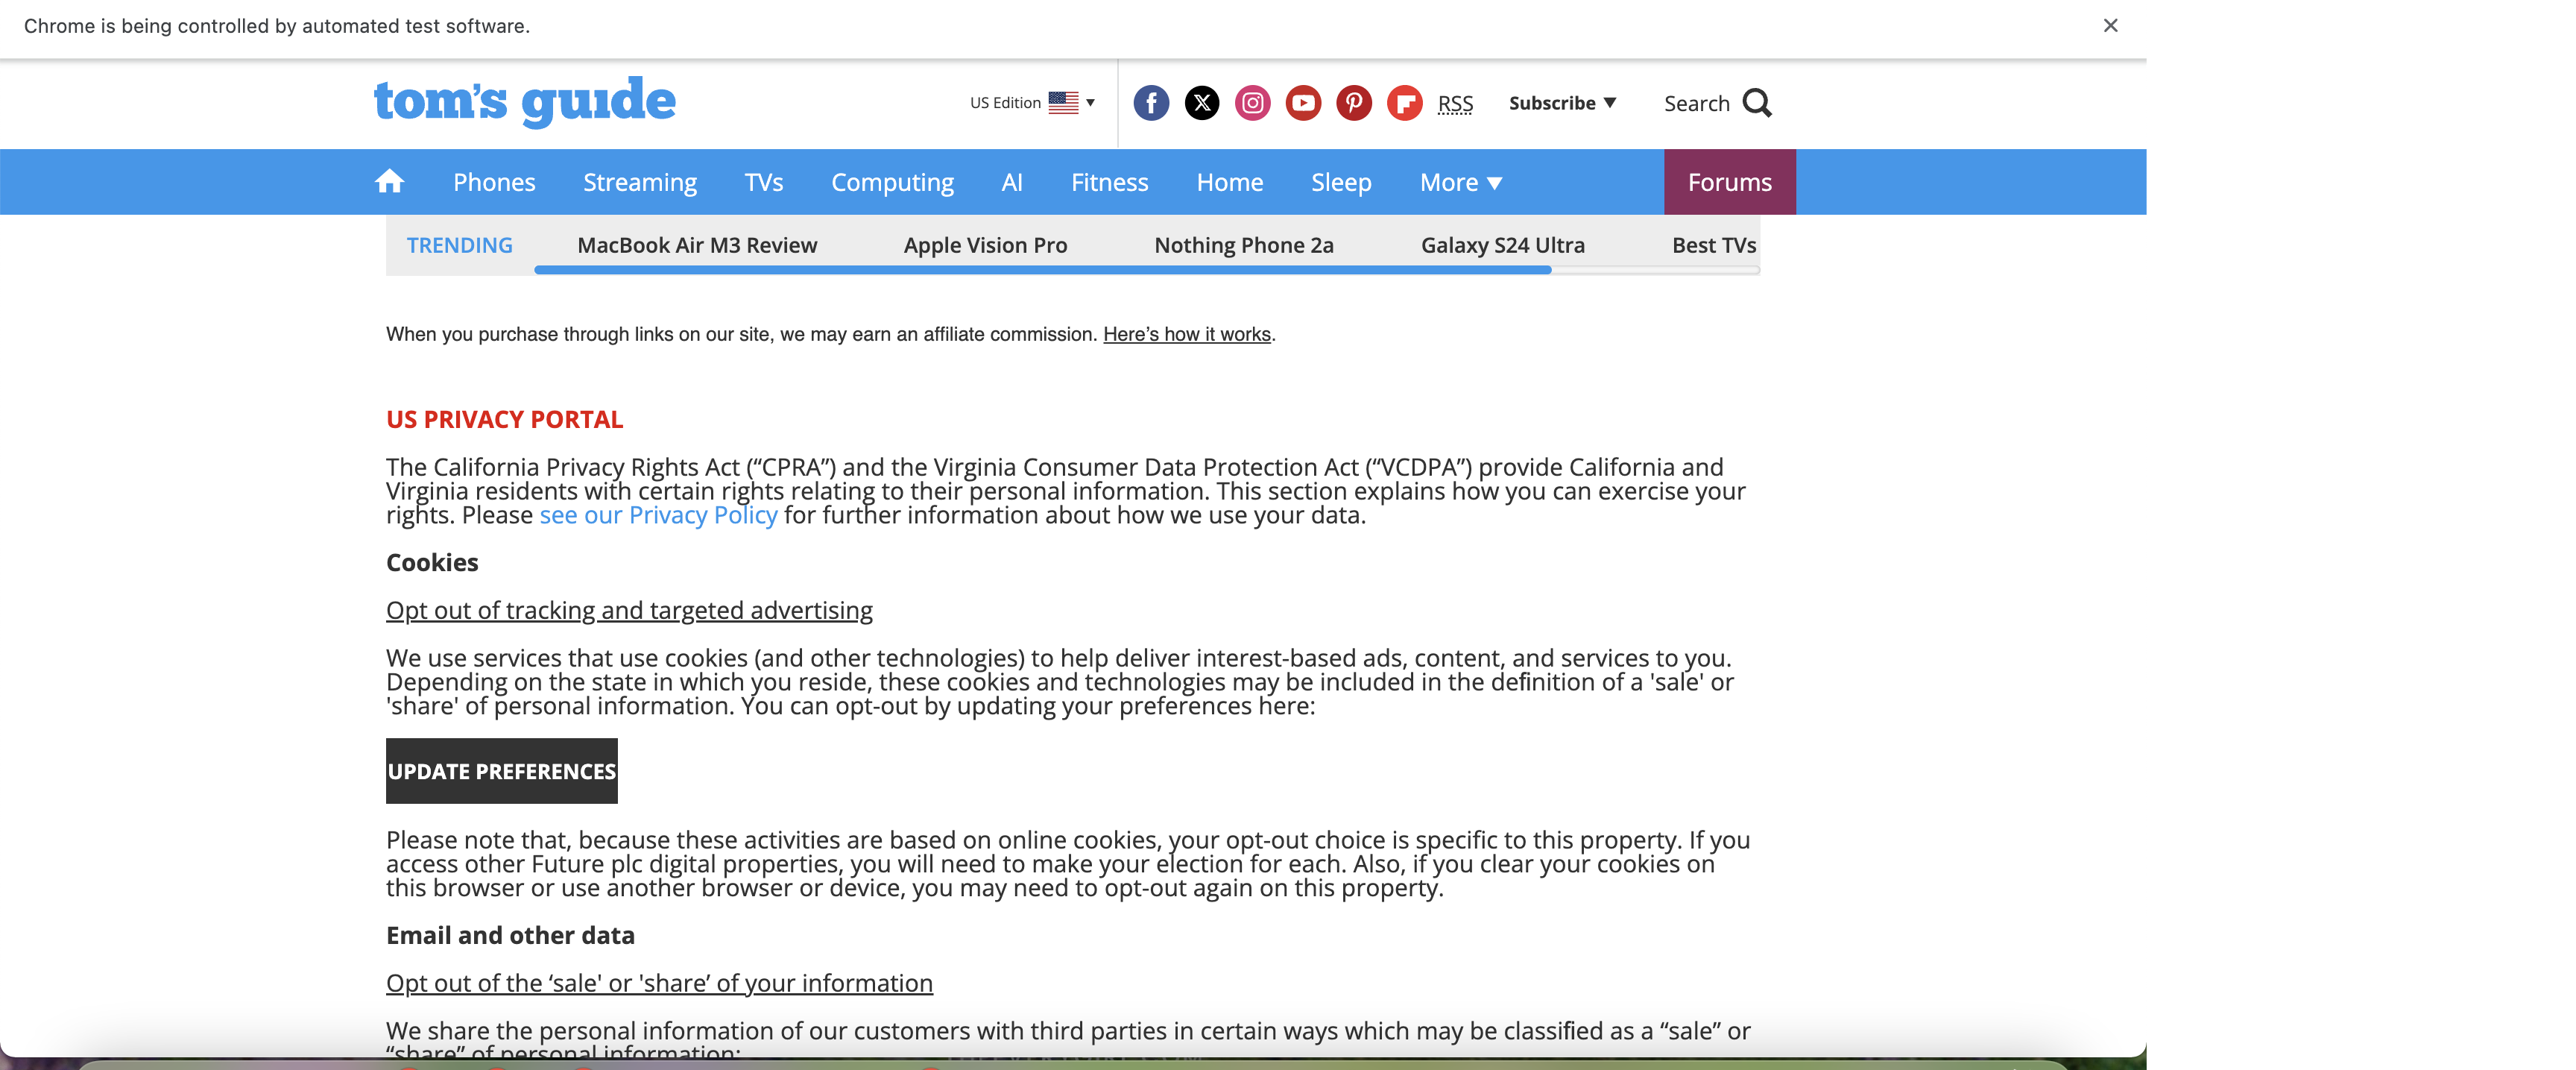 Chrome is being controlled by automated test software.
tom's guide
US Edition
RSS
Subscribe
Search
Phones Streaming TVs Computing AI Fitness Home Sleep More Forums
TRENDING MacBook Air M3 Review Apple Vision Pro Nothing Phone 2a Galaxy S24 Ultra Best TVs
When you purchase through links on our site, we may earn an affiliate commission. Here’s how it works.
US PRIVACY PORTAL
The California Privacy Rights Act (“CPRA”) and the Virginia Consumer Data Protection Act (“VCDPA”) provide California and
Virginia residents with certain rights relating to their personal information. This section explains how you can exercise your
rights. Please see our Privacy Policy for further information about how we use your data.
Cookies
Opt out of tracking and targeted advertising
We use services that use cookies (and other technologies) to help deliver interest-based ads, content, and services to you.
Depending on the state in which you reside, these cookies and technologies may be included in the definition of a 'sale' or
'share' of personal information. You can opt-out by updating your preferences here:
UPDATE PREFERENCES
Please note that, because these activities are based on online cookies, your opt-out choice is specific to this property. If you
access other Future plc digital properties, you will need to make your election for each. Also, if you clear your cookies on
this browser or use another browser or device, you may need to opt-out again on this property.
Email and other data
Opt out of the ‘sale' or 'share’ of your information
We share the personal information of our customers with third parties in certain ways which may be classified as a “sale” or
“share” of personal information: